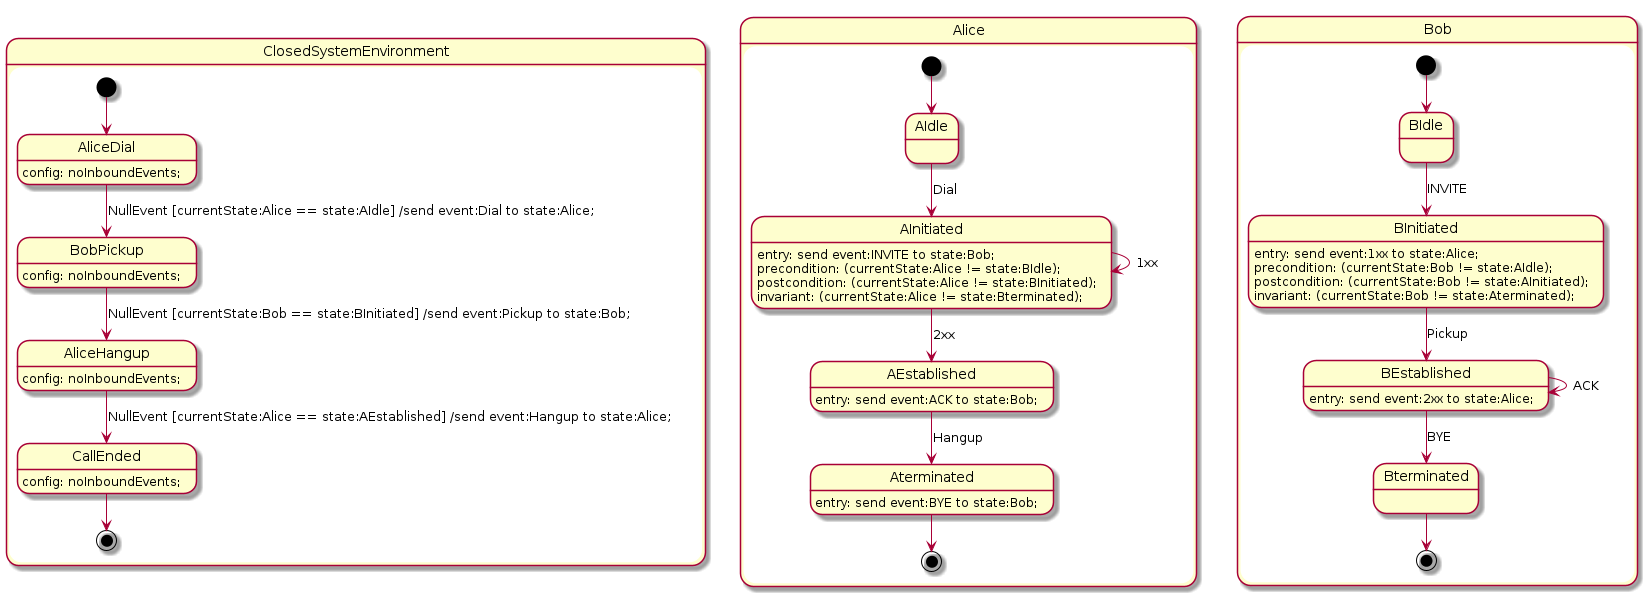 ClosedSystemEnvironment
AliceDial
config: noInboundEvents;
NullEvent [currentState:Alice == state:AIdle] /send event:Dial to state:Alice;
BobPickup
config: noInboundEvents;
NullEvent [currentState:Bob == state:BInitiated] /send event:Pickup to state:Bob;
AliceHangup
config: noInboundEvents;
NullEvent [currentState:Alice == state:AEstablished] /send event:Hangup to state:Alice;
CallEnded
config: noInboundEvents;
Alice
AIdle
Dial
AInitiated
entry: send event:INVITE to state:Bob;
precondition: (currentState:Alice != state:BIdle);
postcondition: (currentState:Alice != state:BInitiated);
invariant: (currentState:Alice != state:Bterminated);
1xx
2xx
AEstablished
entry: send event:ACK to state:Bob;
Hangup
Aterminated
entry: send event:BYE to state:Bob;
Bob
BIdle
INVITE
BInitiated
entry: send event:1xx to state:Alice;
precondition: (currentState:Bob != state:AIdle);
postcondition: (currentState:Bob != state:AInitiated);
invariant: (currentState:Bob != state:Aterminated);
Pickup
BEstablished
entry: send event:2xx to state:Alice;
ACK
BYE
Bterminated